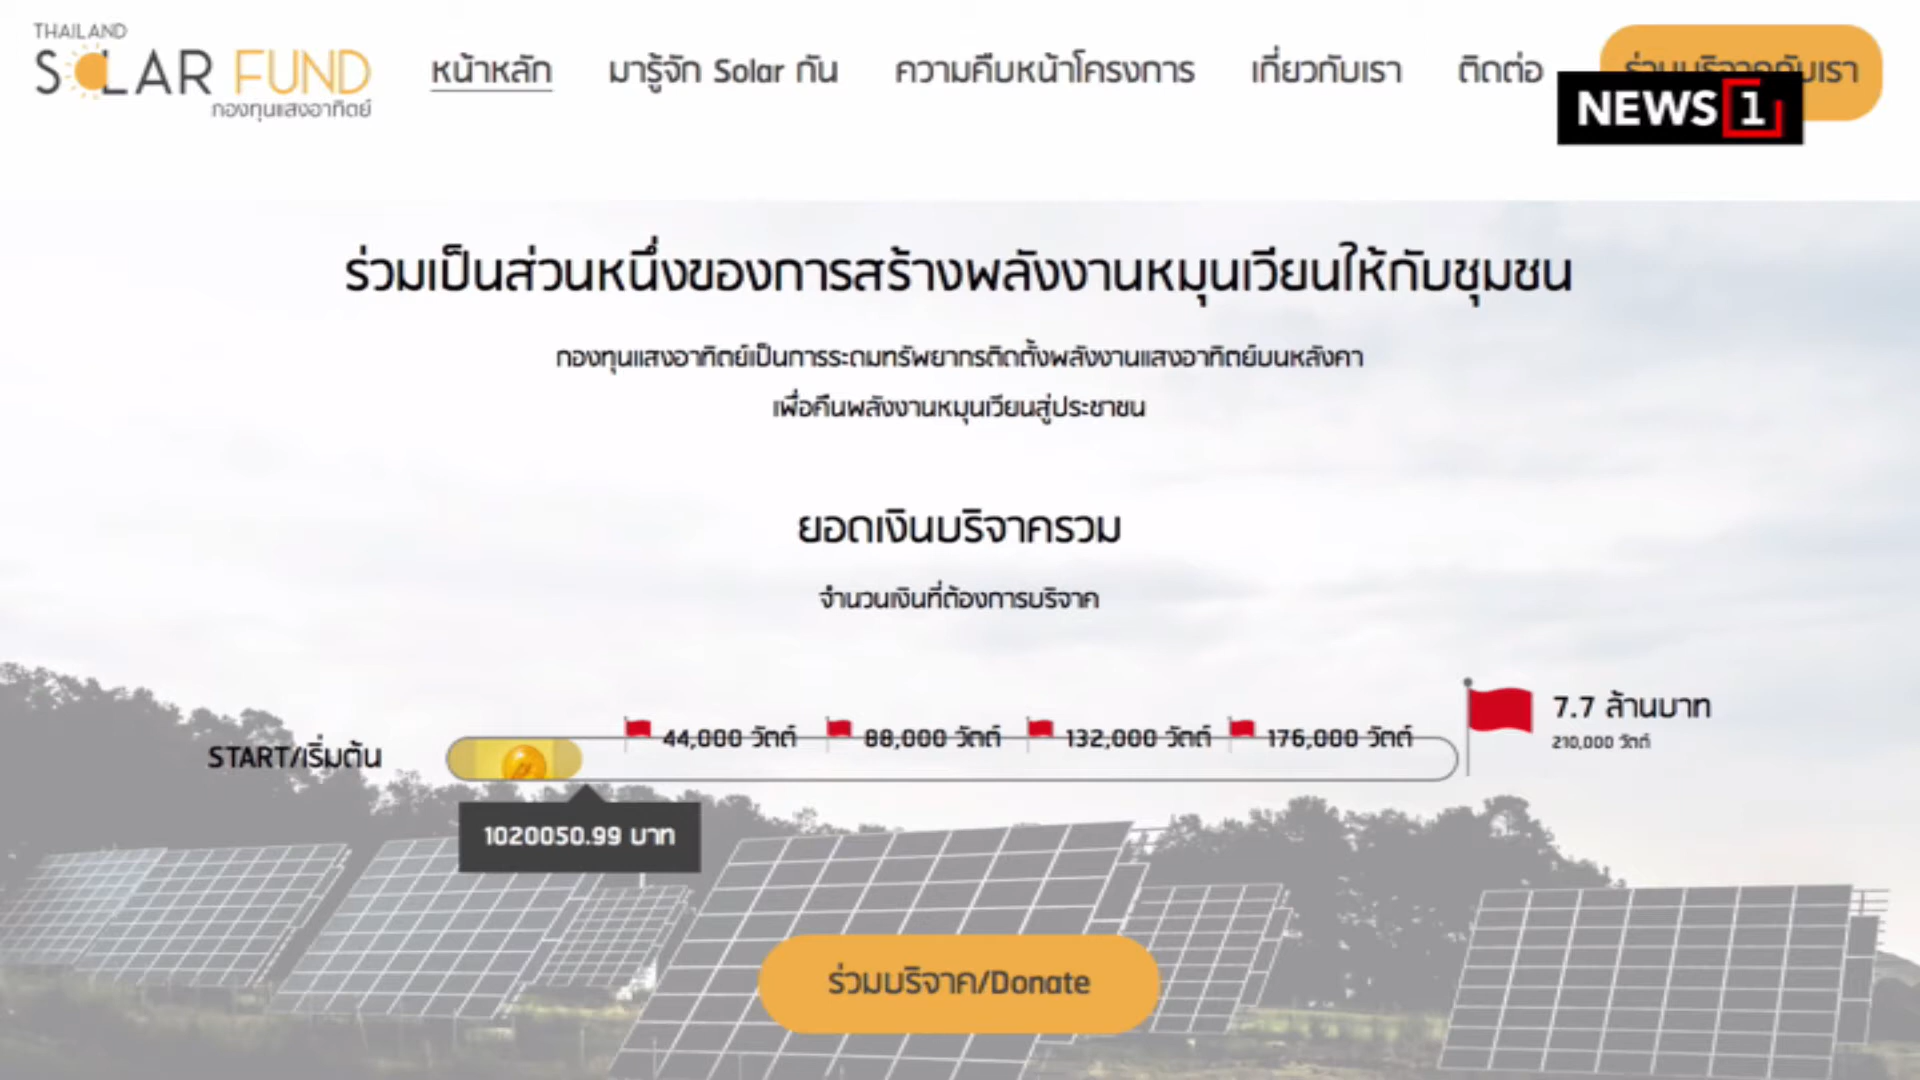 THAILAND
SOLAR FUND
กองทุนแสงอาทิตย์
หน้าหลัก
มารู้จัก Solar กัน
ความคืบหน้าโครงการ
เกี่ยวกับเรา
ติดต่อ
ร่วมบริจาคกับเรา
NEWS 1
ร่วมเป็นส่วนหนึ่งของการสร้างพลังงานหมุนเวียนให้กับชุมชน
กองทุนแสงอาทิตย์เป็นการระดมทรัพยากรติดตั้งพลังงานแสงอาทิตย์บนหลังคา
เพื่อคืนพลังงานหมุนเวียนสู่ประชาชน
ยอดเงินบริจาครวม
จำนวนเงินที่ต้องการบริจาค
START/เริ่มต้น
44,000 วัตต์
88,000 วัตต์
132,000 วัตต์
176,000 วัตต์
7.7 ล้านบาท
210,000 วัตต์
1020050.99 บาท
ร่วมบริจาค/Donate